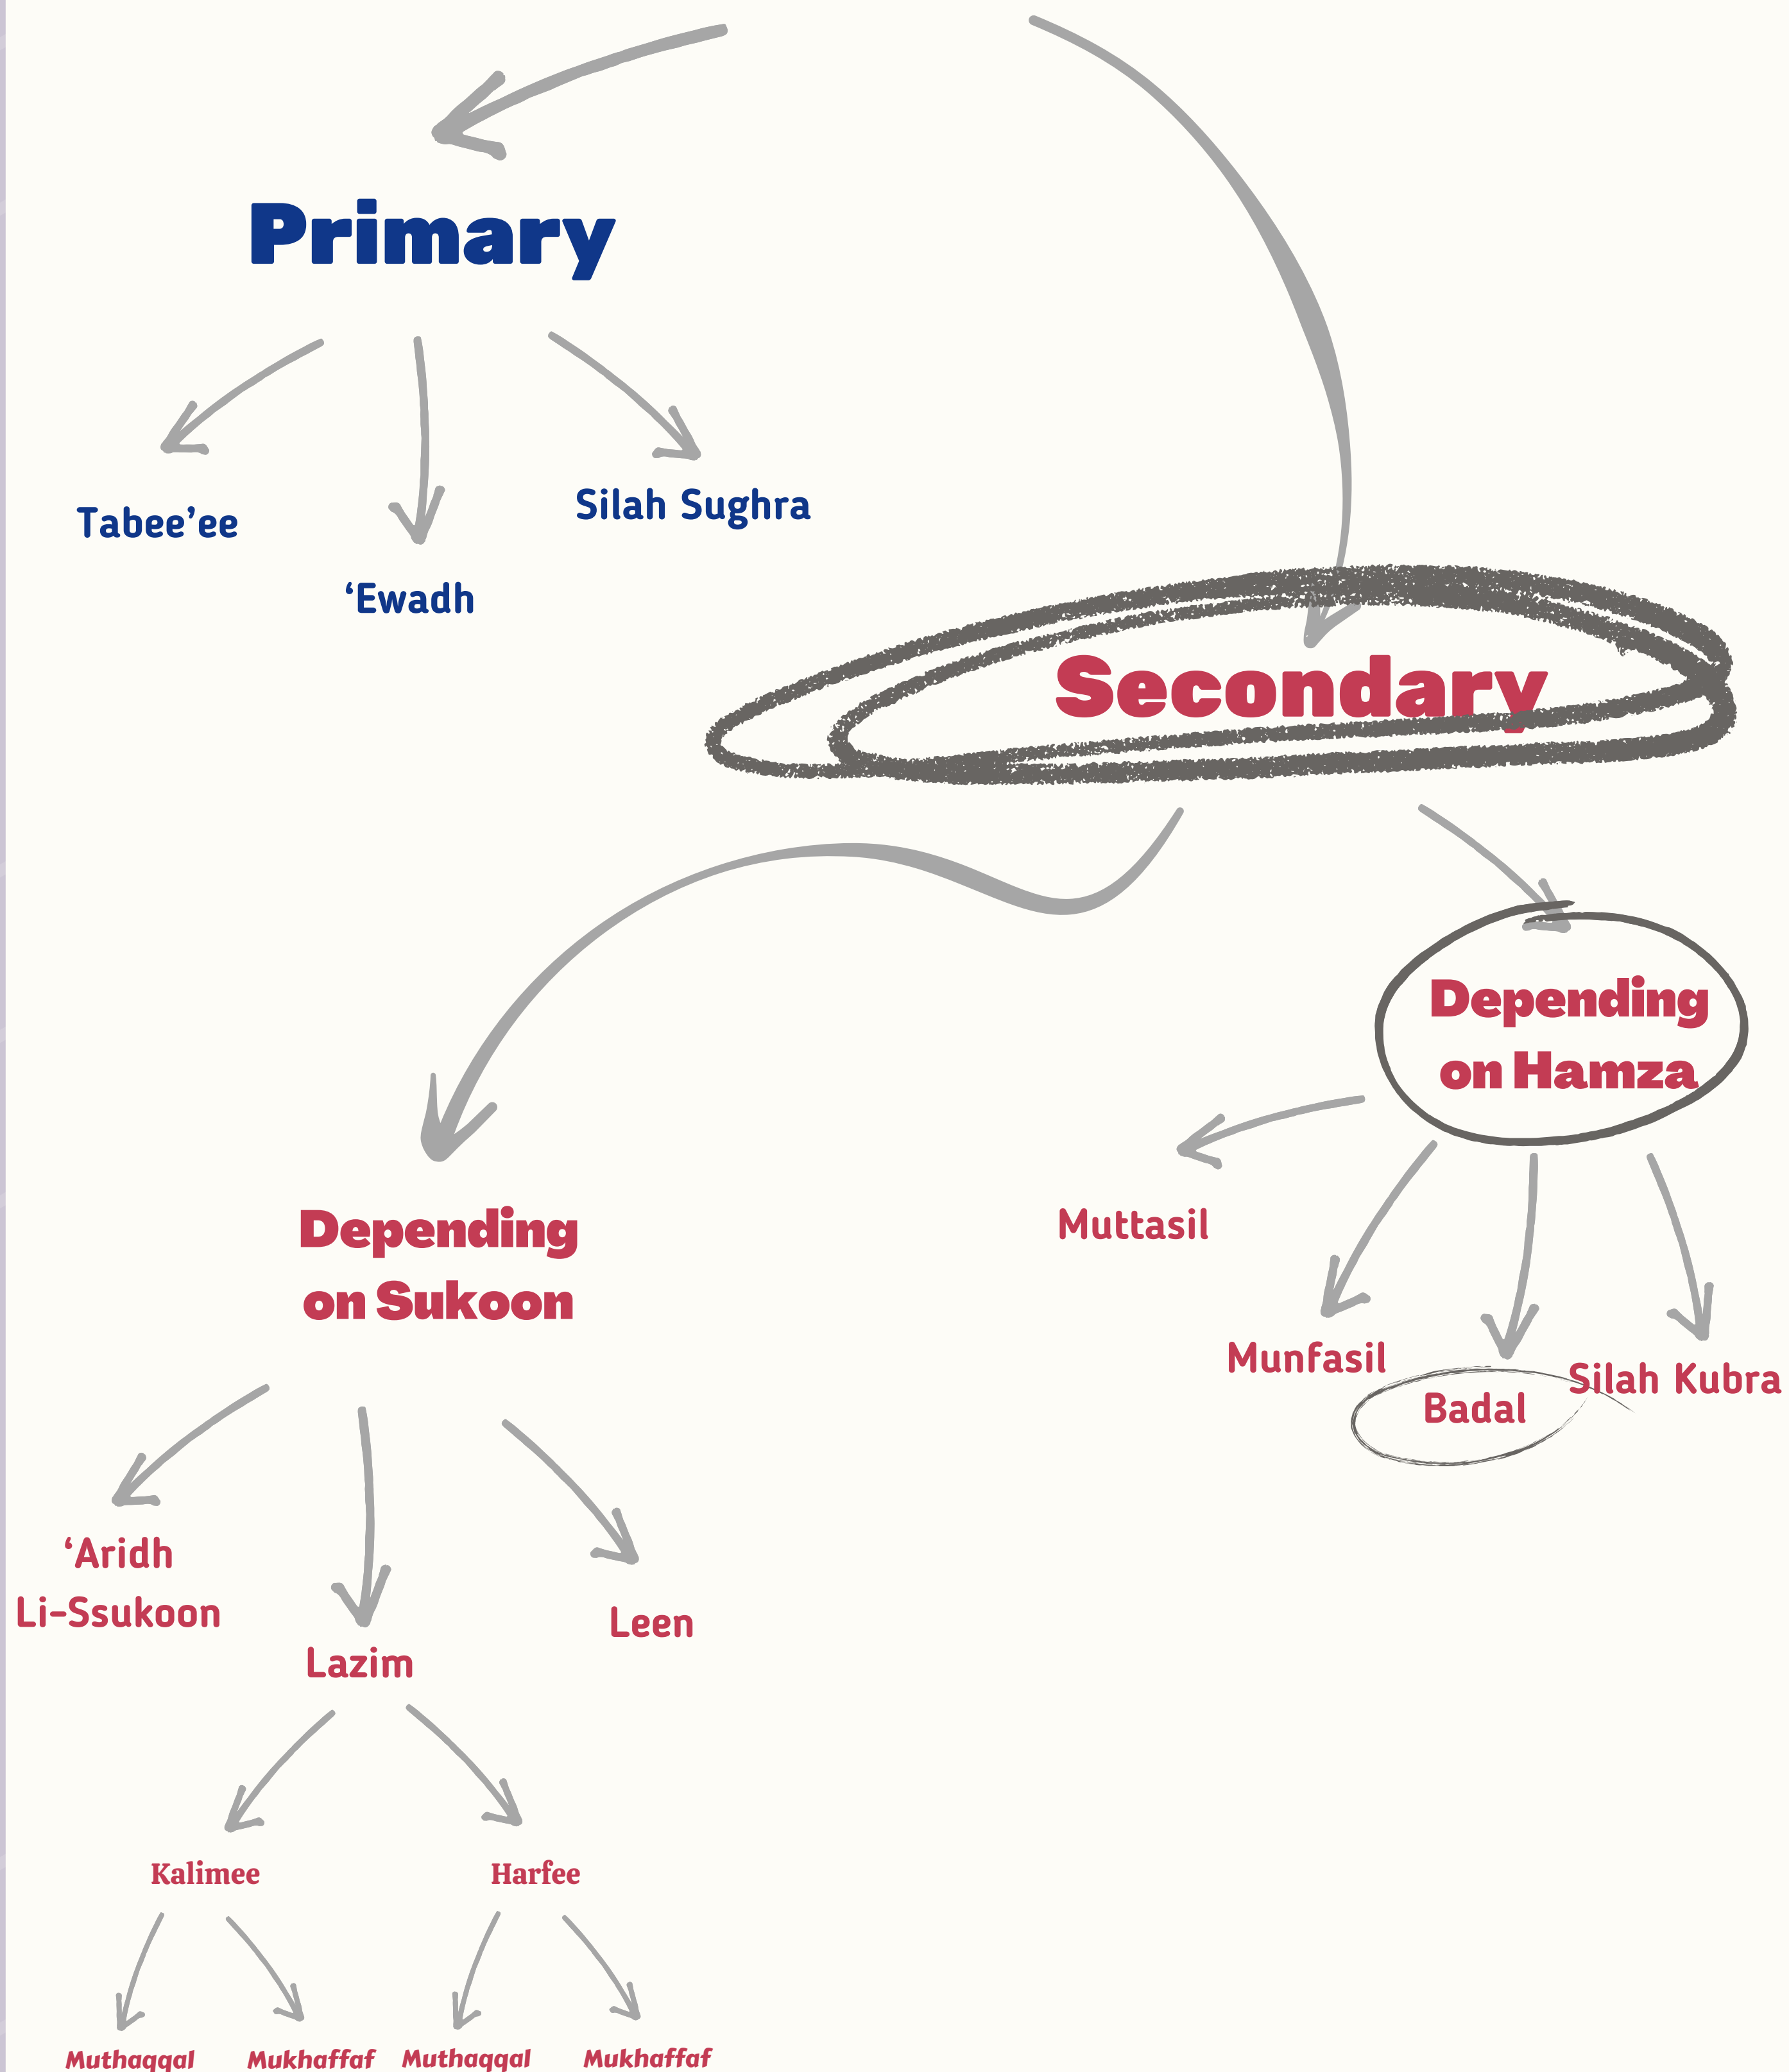 Primary
Tabee’ee
‘Ewadh
Silah Sughra
Secondary
Depending
on Hamza
Muttasil
Munfasil
Badal
Silah Kubra
Depending
on Sukoon
‘Aridh
Li-Ssukoon
Lazim
Leen
Kalimee
Harfee
Muthaqqal
Mukhaffaf
Muthaqqal
Mukhaffaf